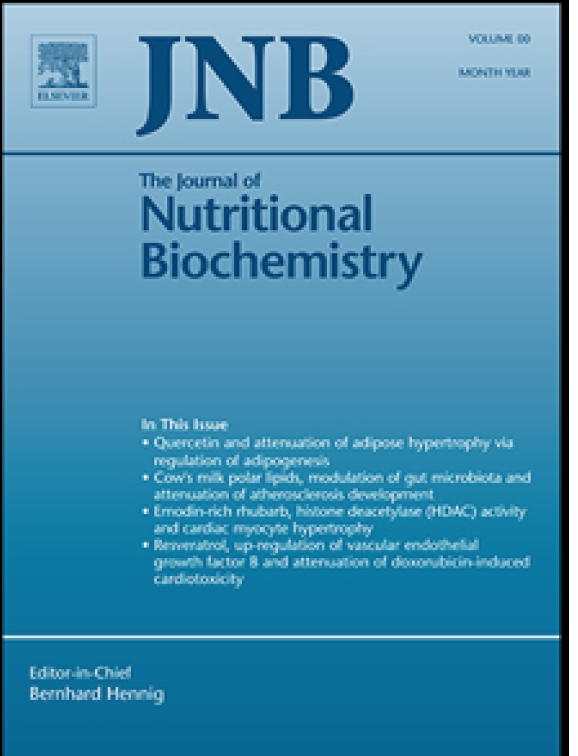 JNB
VOLUME 00
MONTH YEAR
ELSEVIER
The Journal of
Nutritional
Biochemistry
In This Issue
• Quercetin and attenuation of adipose hypertrophy via
regulation of adipogenesis
• Cow's milk polar lipids, modulation of gut microbiota and
attenuation of atherosclerosis development
• Emodin-rich rhubarb, histone deacetylase (HDAC) activity
and cardiac myocyte hypertrophy
• Resveratrol, up-regulation of vascular endothelial
growth factor B and attenuation of doxorubicin-induced
cardiotoxicity
Editor-in-Chief
Bernhard Hennig